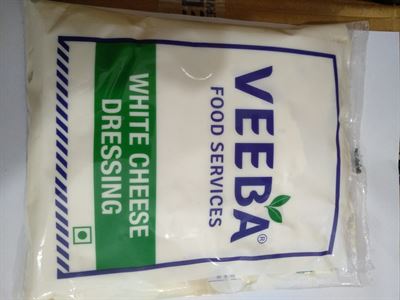 VEEBA®
FOOD SERVICES
WHITE CHEESE
DRESSING